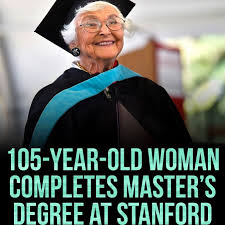 105-YEAR-OLD WOMAN
COMPLETES MASTER'S
DEGREE AT STANFORD